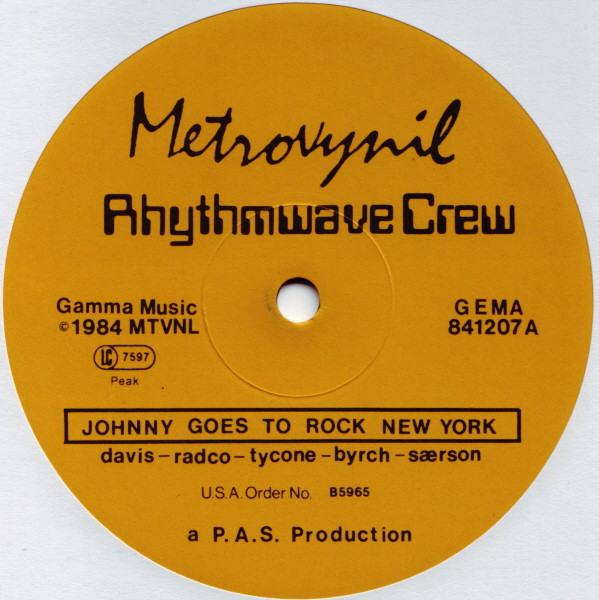 Metrovynil
Rhythmwave Crew
Gamma Music
© 1984 MTVNL
LC 7597
Peak
GEMA
841207A
JOHNNY GOES TO ROCK NEW YORK
davis – radco – tycone – byrch – særson
U.S.A. Order No. B5965
a P.A.S. Production